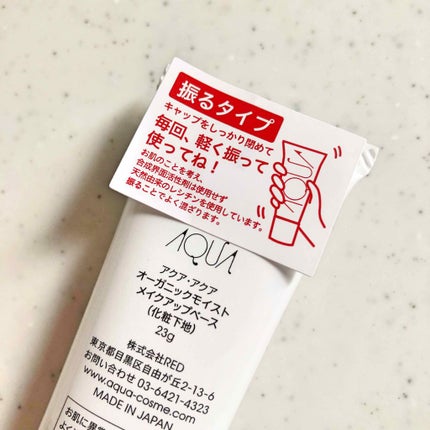 振るタイプ
キャップをしっかり閉めて
毎回、軽く振って
使ってね！
お肌のことを考え、
合成界面活性剤は使用せず
天然由来のレシチンを使用しています。
振ることでよく混ざります。
AQUA
AQUA
アクア・アクア
オーガニックモイスト
メイクアップベース
(化粧下地)
23g
株式会社RED
東京都目黒区自由が丘2-13-6
お問い合わせ 03-6421-4323
www.aqua-cosme.com
MADE IN JAPAN
お肌に異常